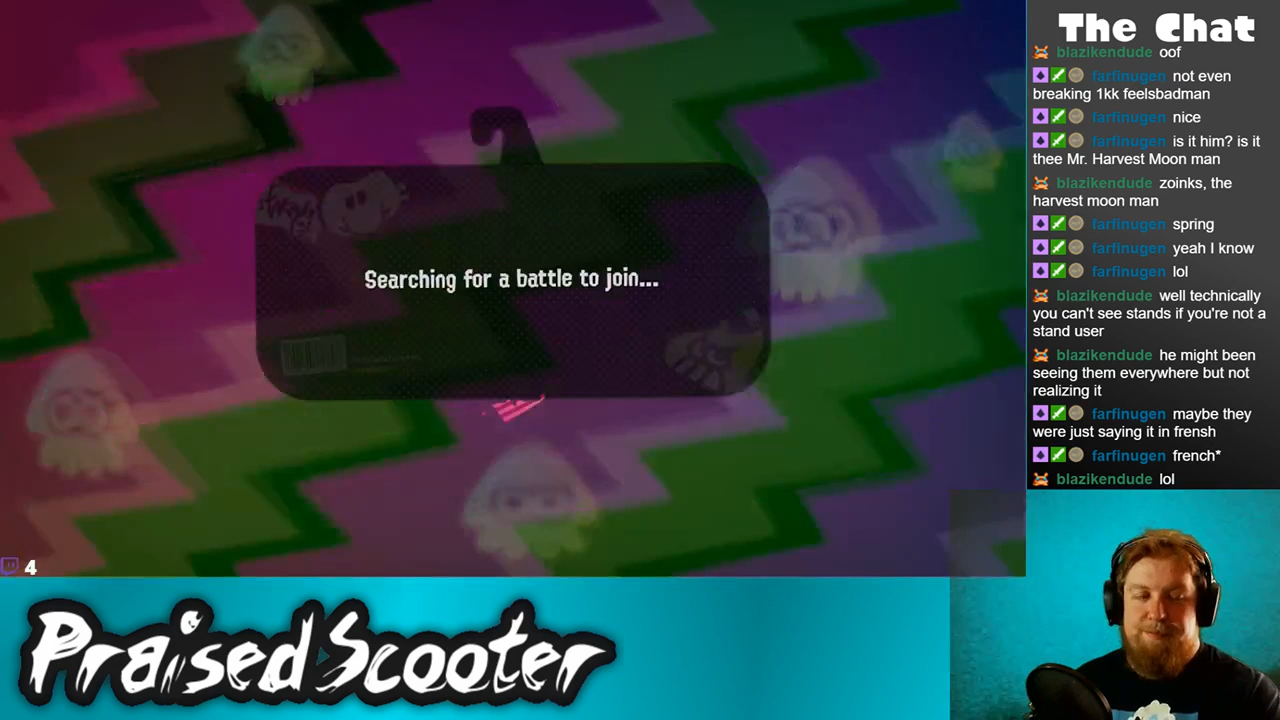 The Chat
blazikendude oof
farfinugen not even
breaking 1kk feelsbadman
farfinugen nice
farfinugen is it him? is it
thee Mr. Harvest Moon man
blazikendude zoinks, the
harvest moon man
farfinugen spring
farfinugen yeah I know
farfinugen lol
blazikendude well technically
you can't see stands if you're not a
stand user
blazikendude he might been
seeing them everywhere but not
realizing it
farfinugen maybe they
were just saying it in frensh
farfinugen french*
blazikendude lol
Searching for a battle to join...
4
PraisedScooter